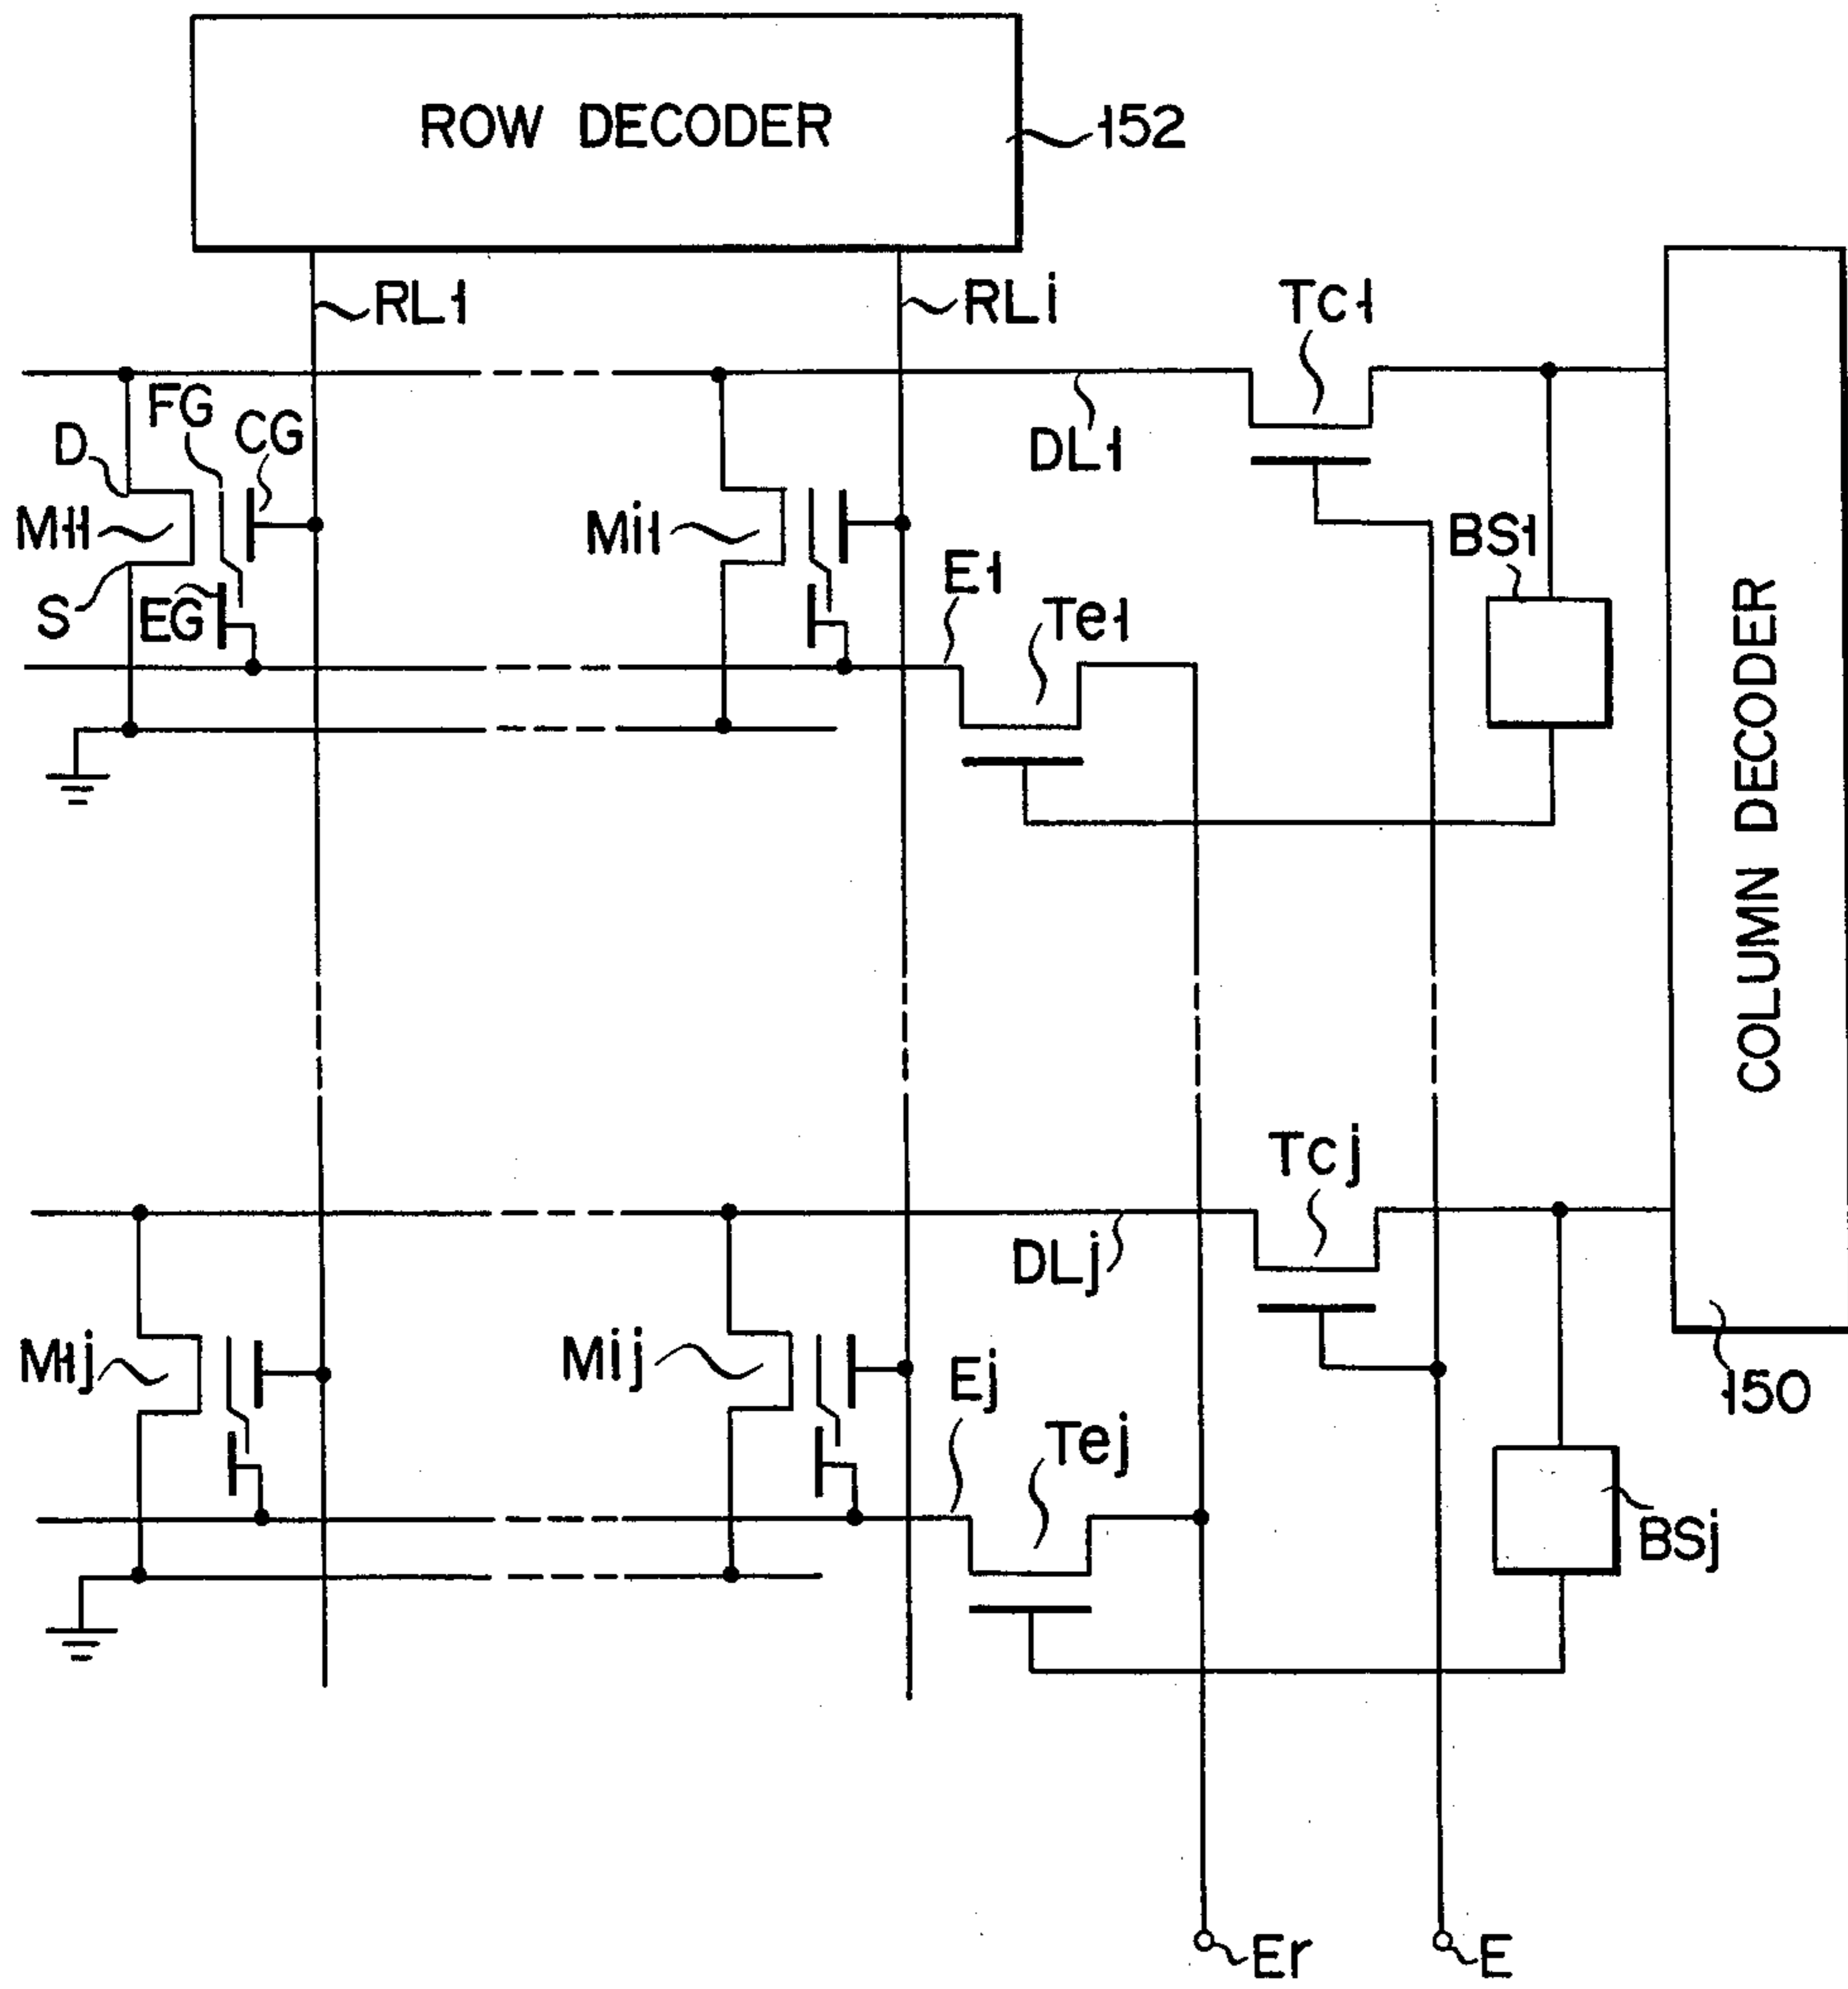 ROW DECODER
152
RL1
RLi
Tc1
FG
CG
D
DL1
M11
Mi1
BS1
E1
S
EG
Te1
COLUMN DECODER
Tcj
DLj
M1j
Mij
Ej
150
Tej
BSj
Er
E